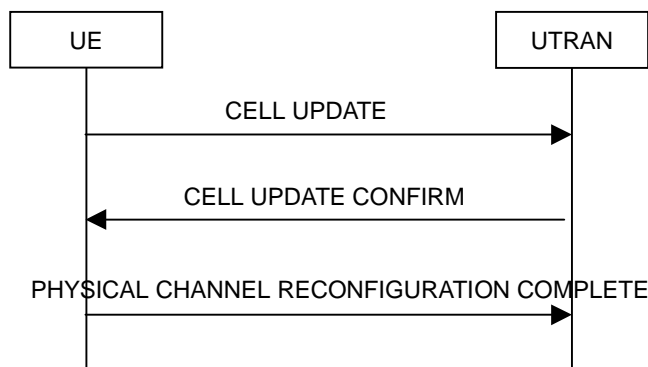 UE
UTRAN
CELL UPDATE
CELL UPDATE CONFIRM
PHYSICAL CHANNEL RECONFIGURATION COMPLETE